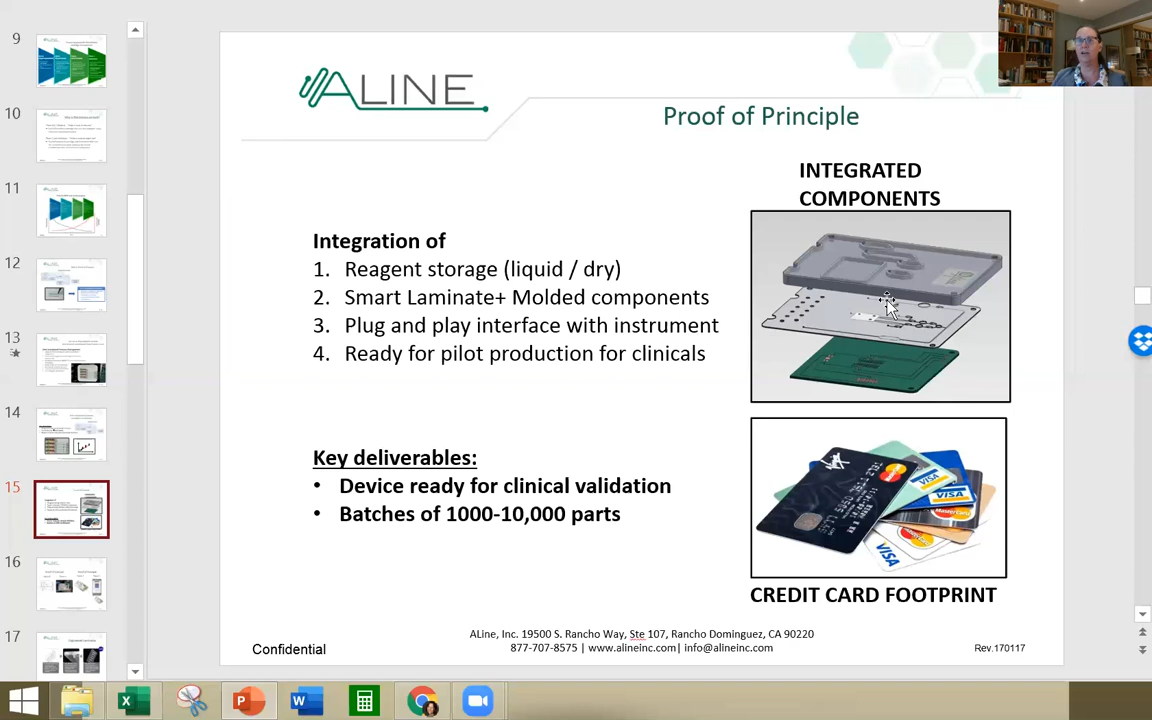 ALINE
Proof of Principle
INTEGRATED
COMPONENTS
Integration of
1. Reagent storage (liquid / dry)
2. Smart Laminate+ Molded components
3. Plug and play interface with instrument
4. Ready for pilot production for clinicals
Key deliverables:
• Device ready for clinical validation
• Batches of 1000-10,000 parts
VISA
VISA
MasterCard
VISA
CREDIT CARD FOOTPRINT
ALine, Inc. 19500 S. Rancho Way, Ste 107, Rancho Dominguez, CA 90220
877-707-8575 | www.alineinc.com| info@alineinc.com
Confidential
Rev.170117
9
10
11
12
13
14
15
16
17